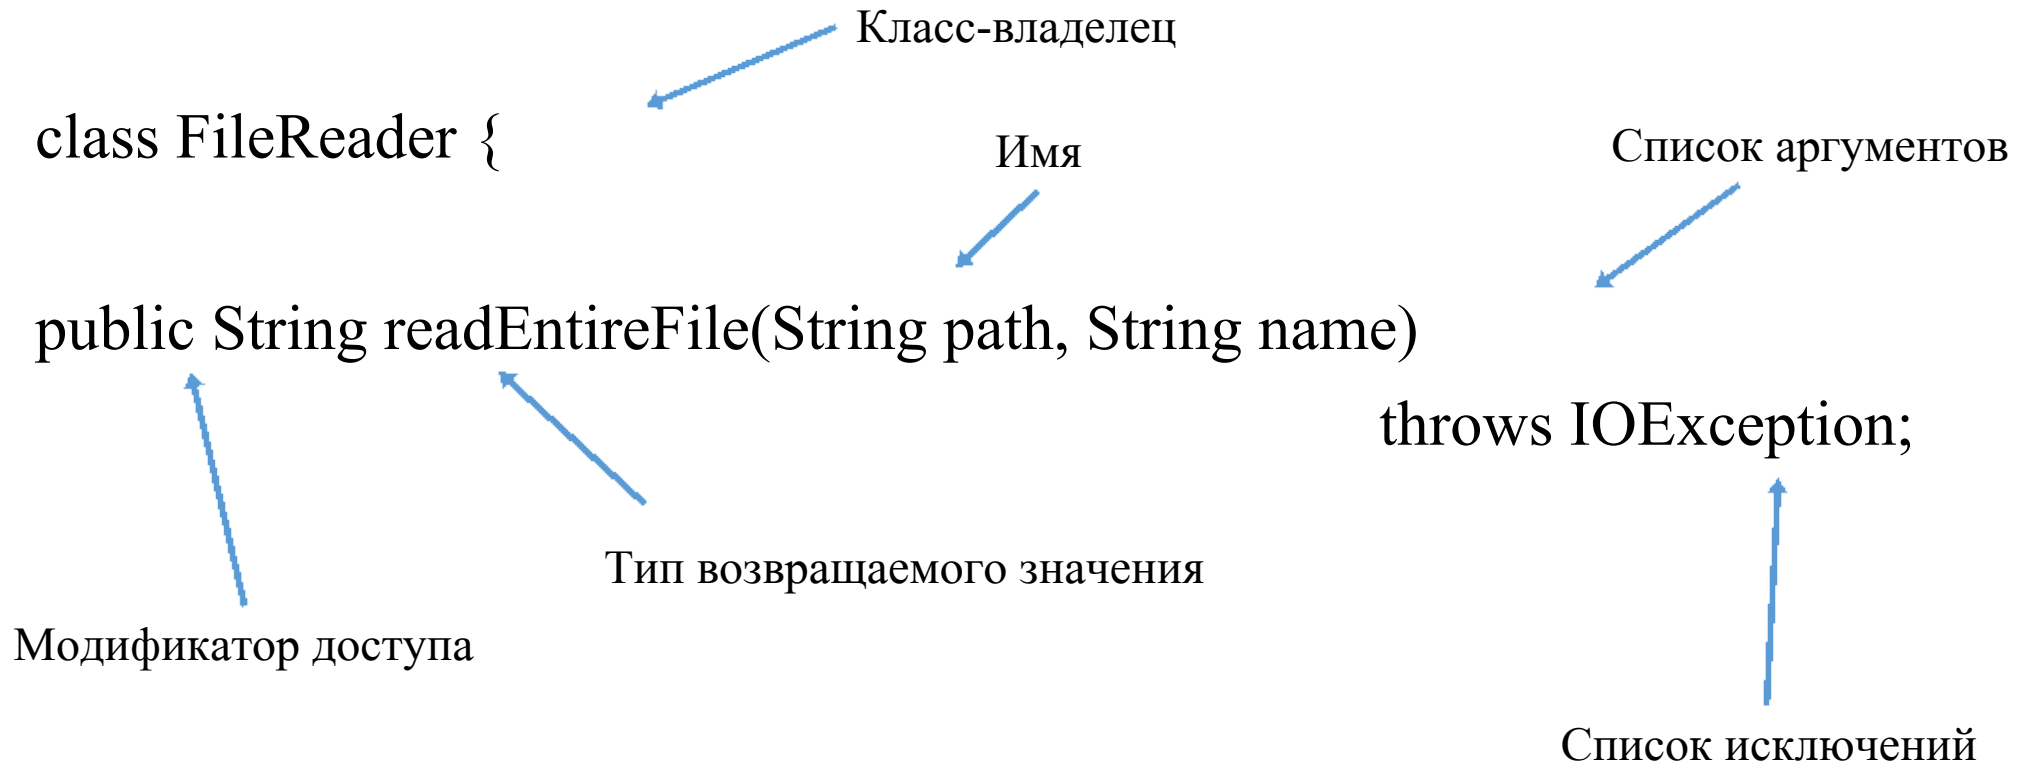 Класс-владелец
class FileReader {
Имя
Список аргументов
public String readEntireFile(String path, String name)
throws IOException;
Тип возвращаемого значения
Модификатор доступа
Список исключений